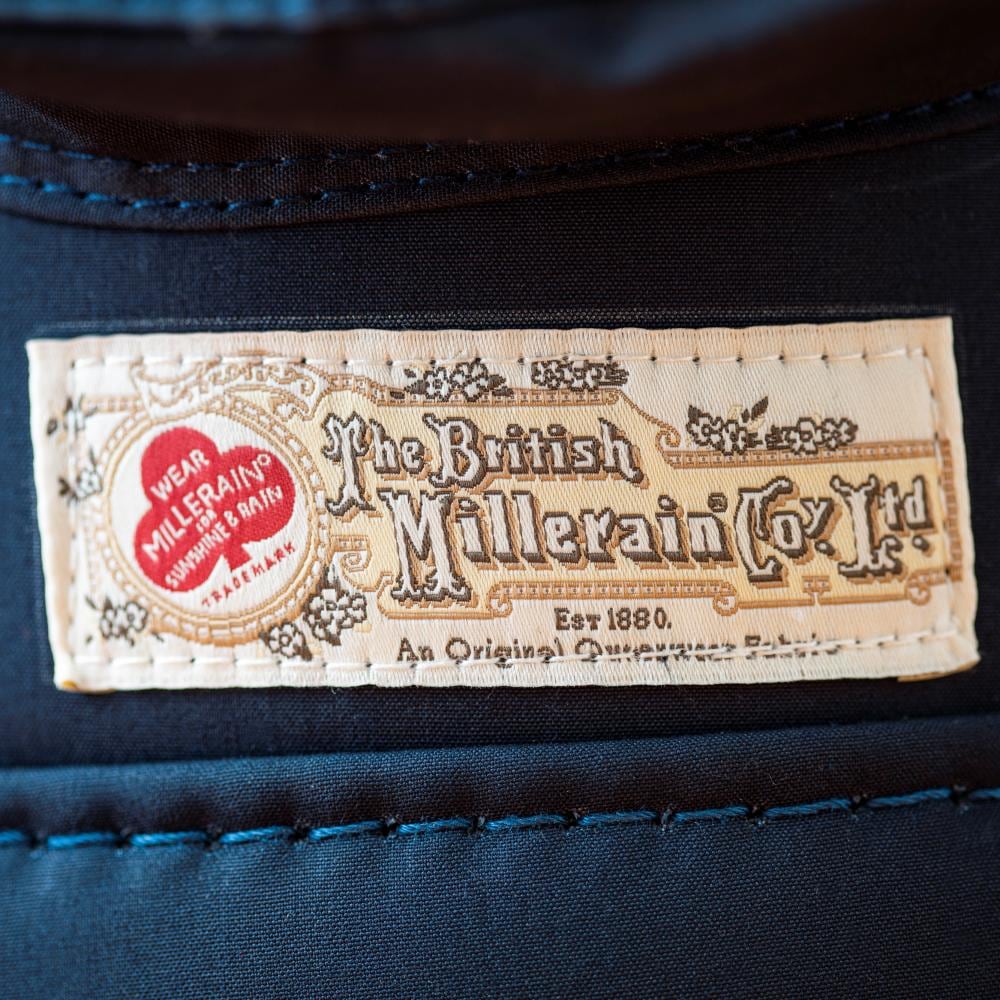 WEAR
MILLERAIN®
FOR
SUNSHINE & RAIN
TRADEMARK
The British
Millerain® Coy. Ltd.
EST 1880.
An Original